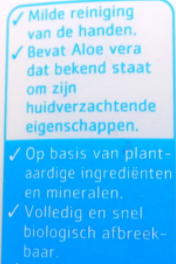 ✓ Milde reiniging
van de handen.
✓ Bevat Aloe vera
dat bekend staat
om zijn
huidverzachtende
eigenschappen.
✓ Op basis van plant-
aardige ingrediënten
en mineralen.
✓ Volledig en snel
biologisch afbreek-
baar.